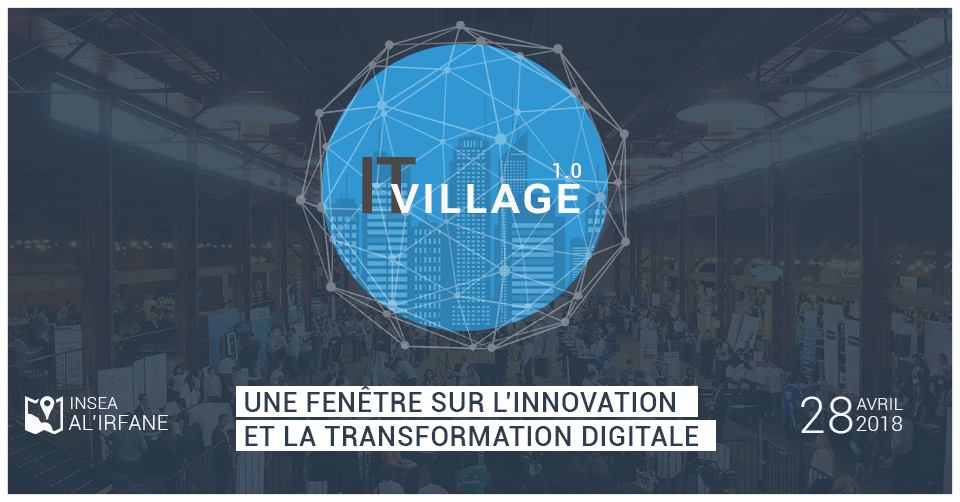 1.0
IT VILLAGE
UNE FENÊTRE SUR L'INNOVATION
ET LA TRANSFORMATION DIGITALE
INSEA
AL'IRFANE
28 AVRIL
2018